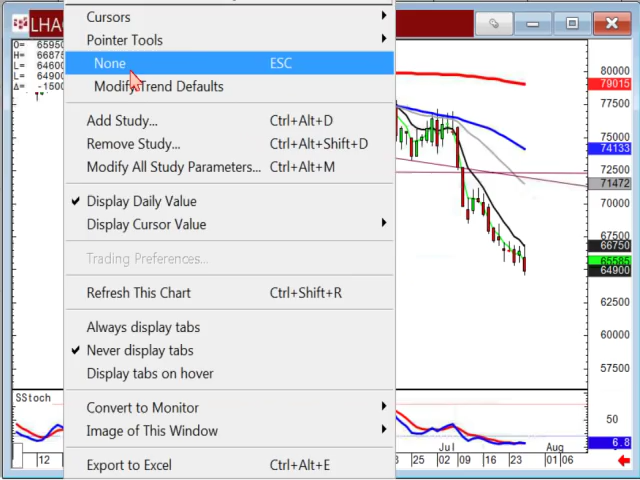 LHA
Cursors
Pointer Tools
None ESC
Modify Trend Defaults
Add Study... Ctrl+Alt+D
Remove Study... Ctrl+Alt+Shift+D
Modify All Study Parameters... Ctrl+Alt+M
✔ Display Daily Value
Display Cursor Value
Trading Preferences...
Refresh This Chart Ctrl+Shift+R
Always display tabs
✔ Never display tabs
Display tabs on hover
Convert to Monitor
Image of This Window
Export to Excel Ctrl+Alt+E
O= 65950
H= 66875
L= 64900
L= 64900
Δ= -1500
80000
79015
77500
74133
71472
70000
67500
66750
65585
64900
62500
60000
57500
SStoch
50
6.8
Jul Aug
12 25 02 09 16 23 01 06